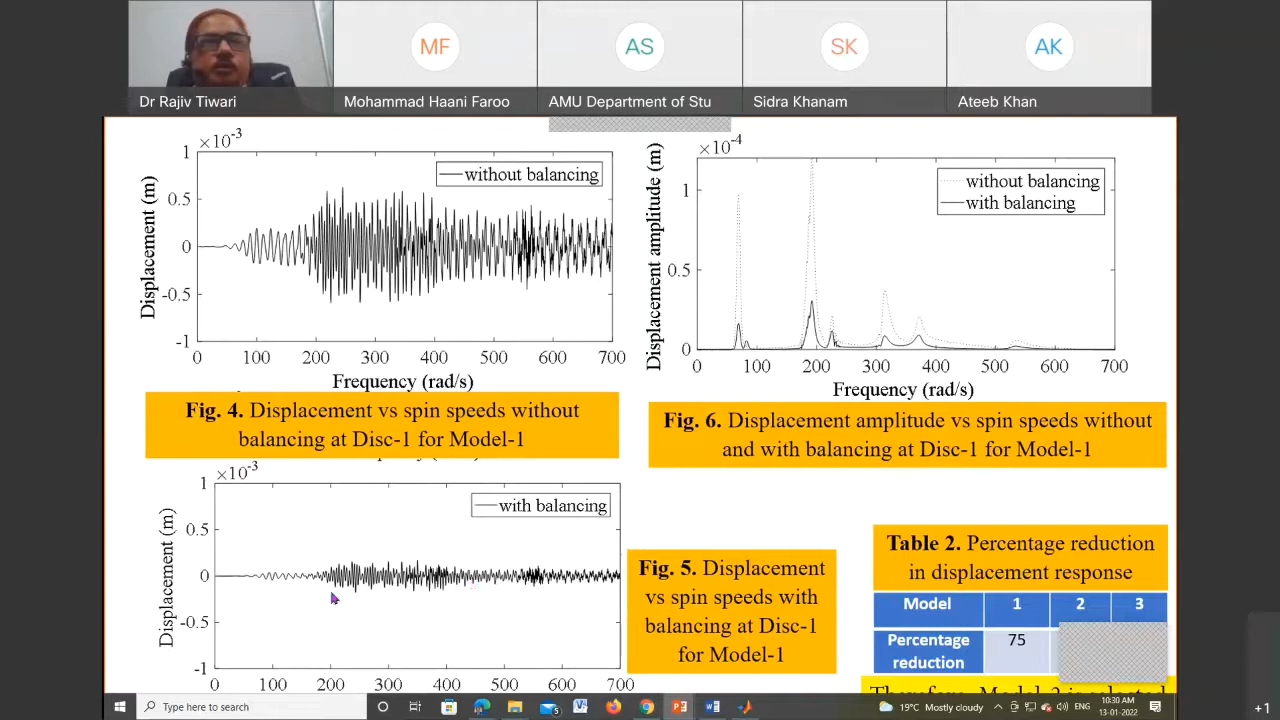 MF
AS
SK
AK
Dr Rajiv Tiwari
Mohammad Haani Faroo
AMU Department of Stu
Sidra Khanam
Ateeb Khan
×10-3
1
0.5
0
-0.5
-1
Displacement (m)
without balancing
0 100 200 300 400 500 600 700
Frequency (rad/s)
Fig. 4 Displacement vs spin speeds without
balancing at Disc-1 for Model-1
×10-4
1
0.5
0
Displacement amplitude (m)
without balancing
with balancing
0 100 200 300 400 500 600 700
Frequency (rad/s)
Fig. 6. Displacement amplitude vs spin speeds without
and with balancing at Disc-1 for Model-1
×10-3
1
0.5
0
-0.5
-1
Displacement (m)
with balancing
0 100 200 300 400 500 600 700
Fig. 5. Displacement
vs spin speeds with
balancing at Disc-1
for Model-1
Table 2. Percentage reduction
in displacement response
Model 1 2 3
Percentage
reduction
75
Type here to search
19°C Mostly cloudy
ENG
10:30 AM
13-01-2022
+1